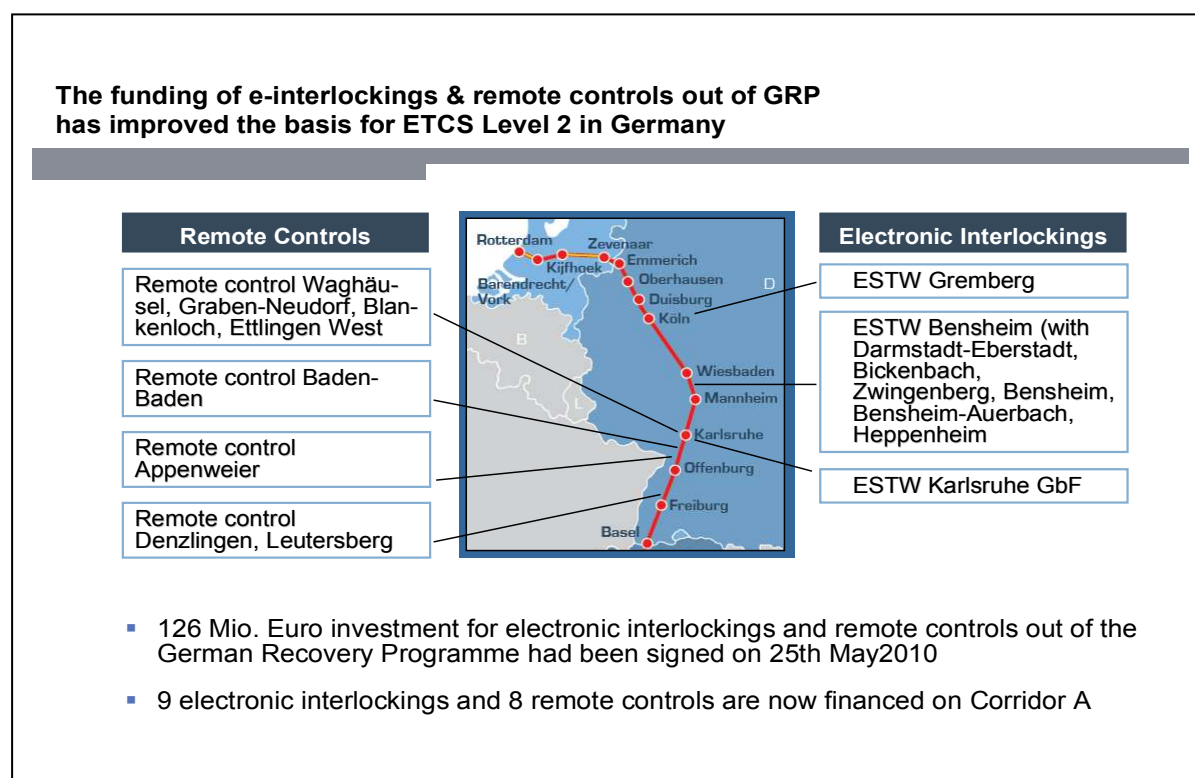 The funding of e-interlockings & remote controls out of GRP
has improved the basis for ETCS Level 2 in Germany
Remote Controls
Remote control Waghäu-
sel, Graben-Neudorf, Blan-
kenloch, Ettlingen West
Remote control Baden-
Baden
Remote control
Appenweier
Remote control
Denzlingen, Leutersberg
Rotterdam
Zevenaar
Kijfhoek
Emmerich
Barendrecht/
Vork
Oberhausen
D
Duisburg
Köln
B
Wiesbaden
L
Mannheim
Karlsruhe
Offenburg
Freiburg
Basel
Electronic Interlockings
ESTW Gremberg
ESTW Bensheim (with
Darmstadt-Eberstadt,
Bickenbach,
Zwingenberg, Bensheim,
Bensheim-Auerbach,
Heppenheim
ESTW Karlsruhe GbF
▪ 126 Mio. Euro investment for electronic interlockings and remote controls out of the
German Recovery Programme had been signed on 25th May2010
▪ 9 electronic interlockings and 8 remote controls are now financed on Corridor A